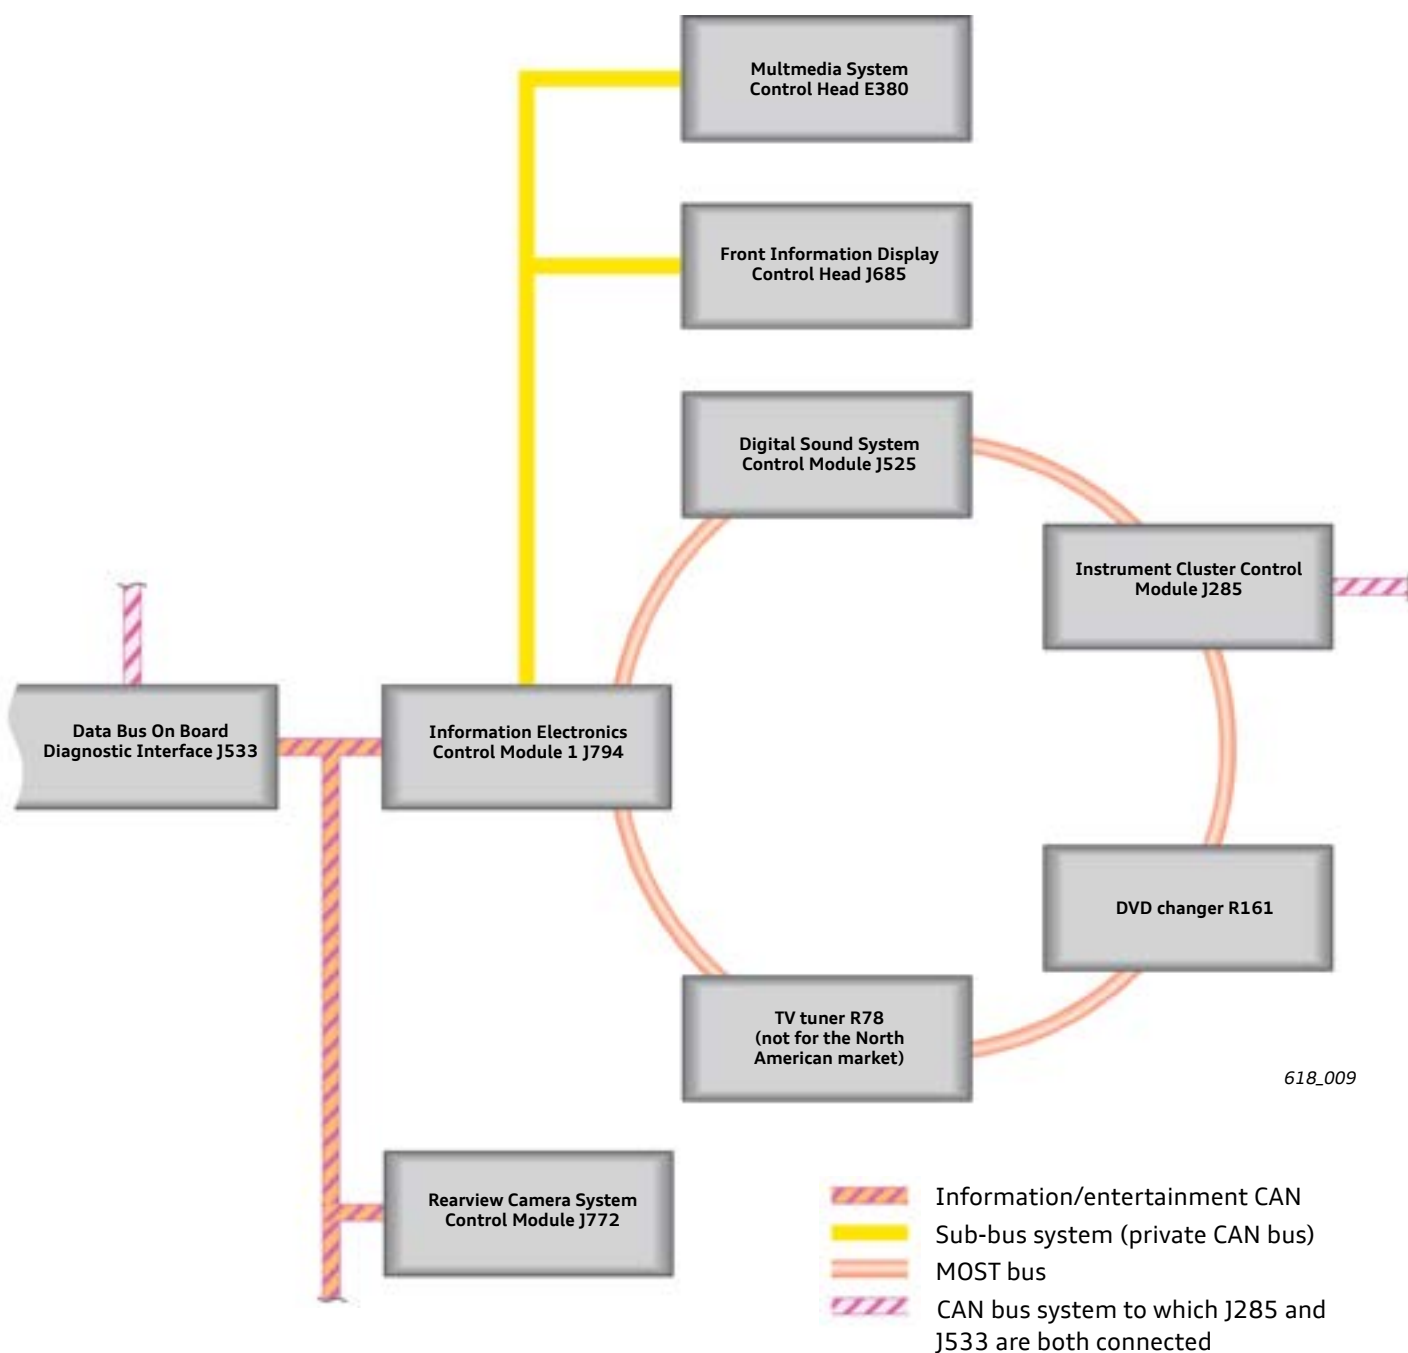 Multmedia System
Control Head E380
Front Information Display
Control Head J685
Digital Sound System
Control Module J525
Instrument Cluster Control
Module J285
Data Bus On Board
Diagnostic Interface J533
Information Electronics
Control Module 1 J794
DVD changer R161
TV tuner R78
(not for the North
American market)
618_009
Rearview Camera System
Control Module J772
Information/entertainment CAN
Sub-bus system (private CAN bus)
MOST bus
CAN bus system to which J285 and
J533 are both connected